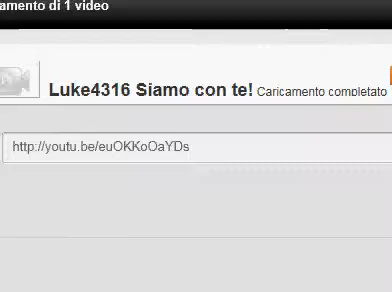 amento di 1 video
Luke4316 Siamo con te! Caricamento completato
http://youtu.be/euOKKoOaYDs